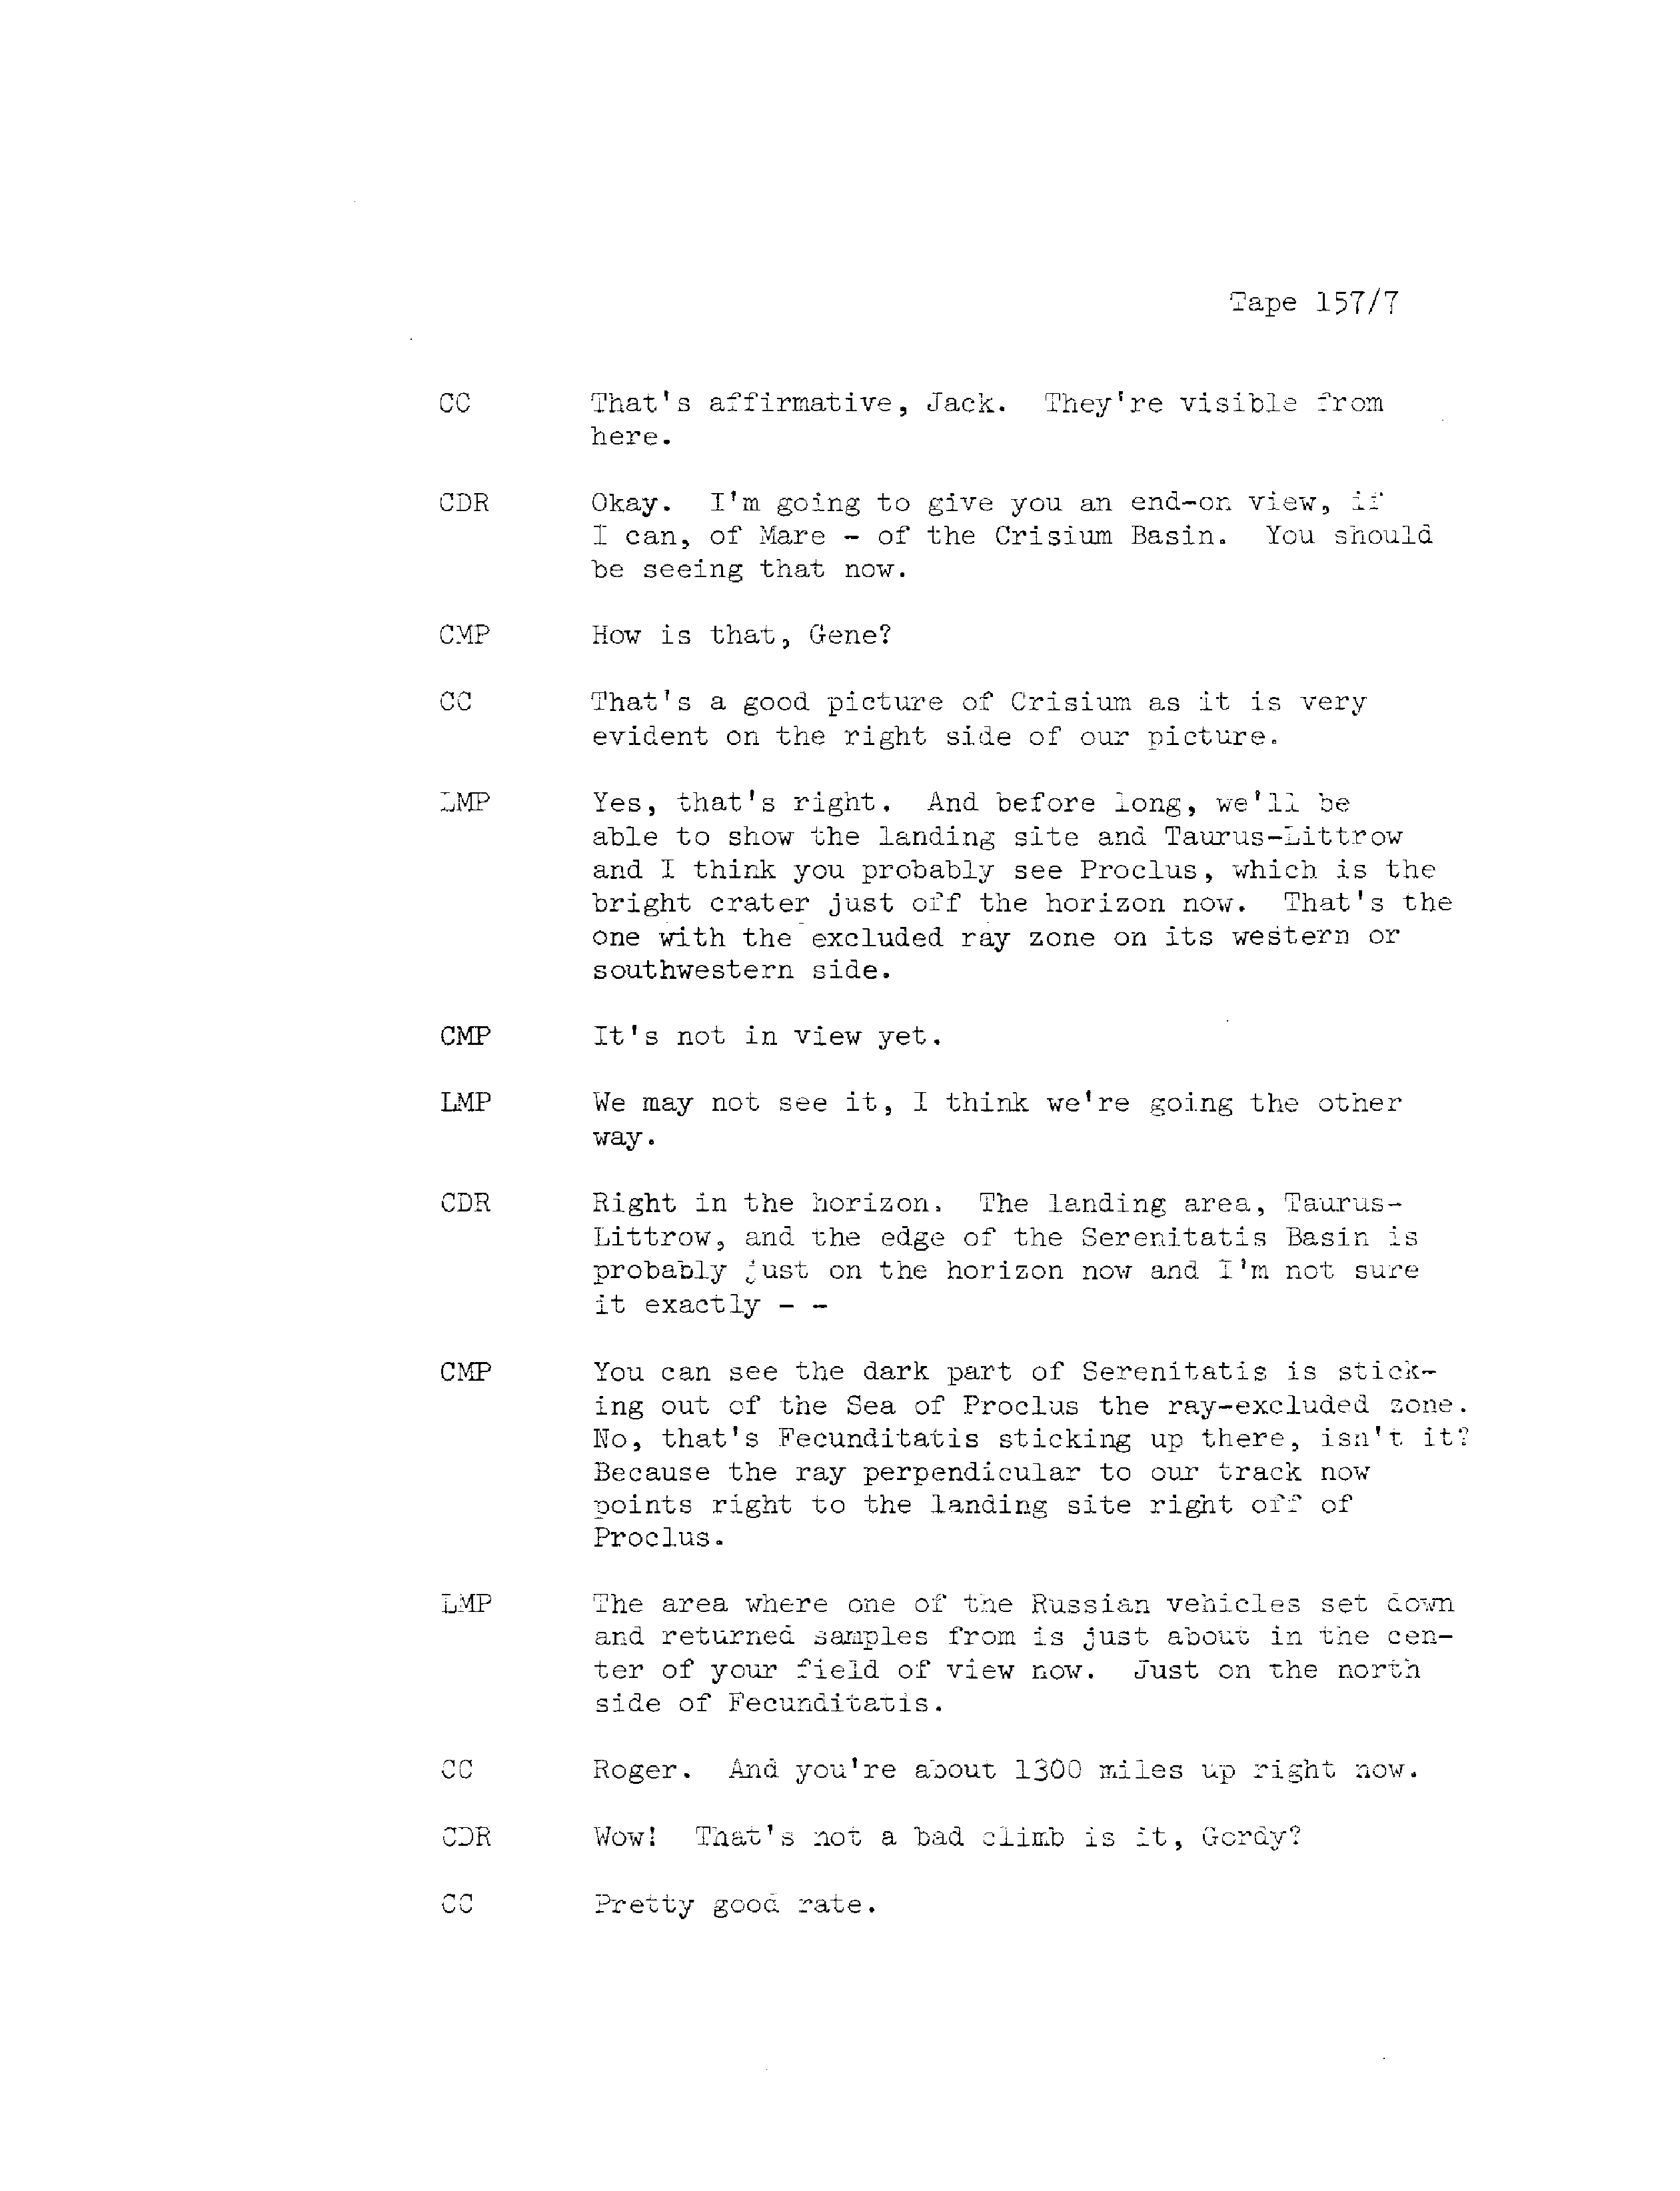 Tape 157/7
CC That's affirmative, Jack. They're visible from
here.
CDR Okay. I'm going to give you an end-on view, if
I can, of Mare - of the Crisium Basin. You should
be seeing that now.
CMP How is that, Gene?
CC That's a good picture of Crisium as it is very
evident on the right side of our picture.
LMP Yes, that's right. And before long, we'll be
able to show the landing site and Taurus-Littrow
and I think you probably see Proclus, which is the
bright crater just off the horizon now. That's the
one with the excluded ray zone on its western or
southwestern side.
CMP It's not in view yet.
LMP We may not see it, I think we're going the other
way.
CDR Right in the horizon. The landing area, Taurus-
Littrow, and the edge of the Serenitatis Basin is
probably just on the horizon now and I'm not sure
it exactly - -
CMP You can see the dark part of Serenitatis is stick-
ing out of the Sea of Proclus the ray-excluded zone.
No, that's Fecunditatis sticking up there, isn't it?
Because the ray perpendicular to our track now
points right to the landing site right off of
Proclus.
LMP The area where one of the Russian vehicles set down
and returned samples from is just about in the cen-
ter of your field of view now. Just on the north
side of Fecunditatis.
CC Roger. And you're about 1300 miles up right now.
CDR Wow! That's not a bad climb is it, Gordy?
CC Pretty good rate.